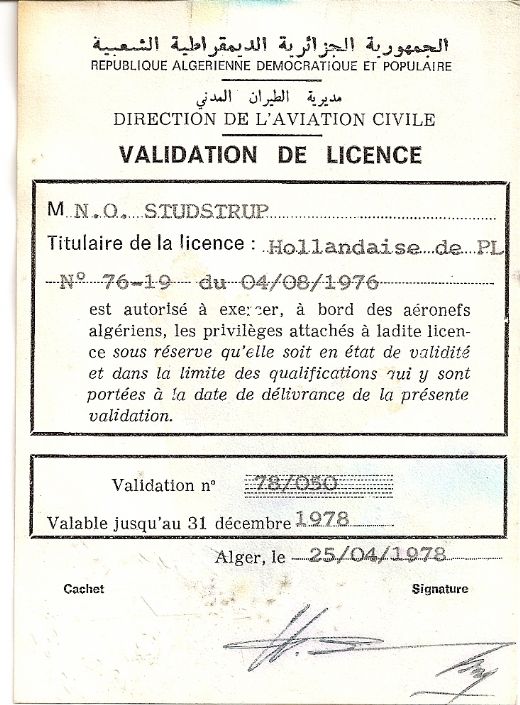 الجمهورية الجزائرية الديمقراطية الشعبية
REPUBLIQUE ALGERIENNE DEMOCRATIQUE ET POPULAIRE
مديرية الطيران المدني
DIRECTION DE L'AVIATION CIVILE
VALIDATION DE LICENCE
M N.O. STUDSTRUP
Titulaire de la licence : Hollandaise de PL
N° 76-19 du 04/08/1976
est autorisé à exercer, à bord des aéronefs
algériens, les privilèges attachés à ladite licen-
ce sous réserve qu'elle soit en état de validité
et dans la limite des qualifications qui y sont
portées à la date de délivrance de la présente
validation.
Validation n° 78/050
Valable jusqu'au 31 décembre 1978
Alger, le 25/04/1978
Cachet Signature